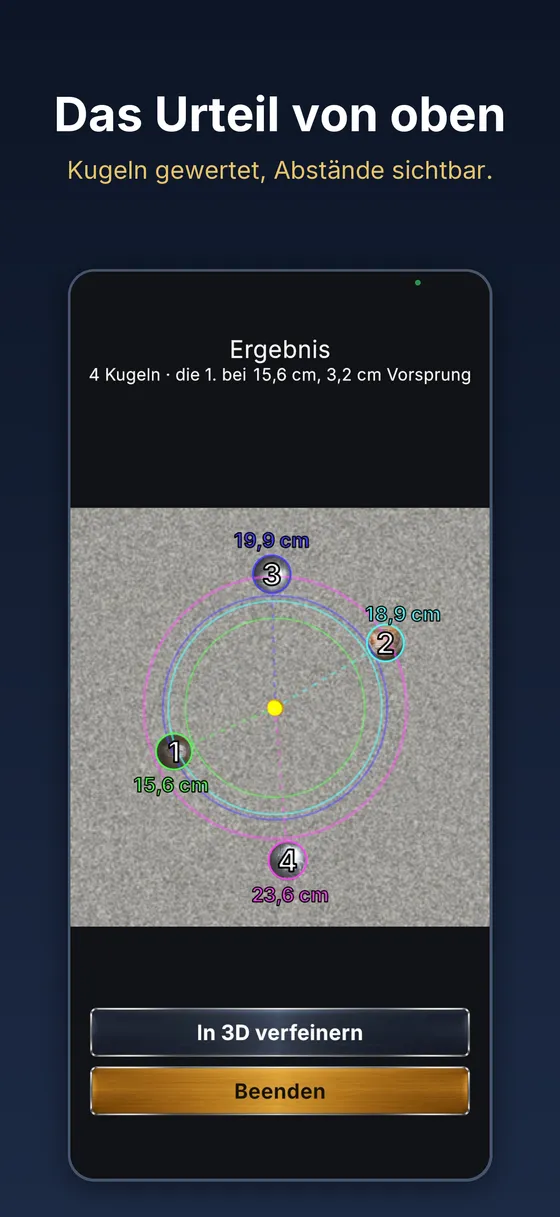 Das Urteil von oben
Kugeln gewertet, Abstände sichtbar.
Ergebnis
4 Kugeln · die 1. bei 15,6 cm, 3,2 cm Vorsprung
19,9 cm
3
18,9 cm
2
1
15,6 cm
4
23,6 cm
In 3D verfeinern
Beenden